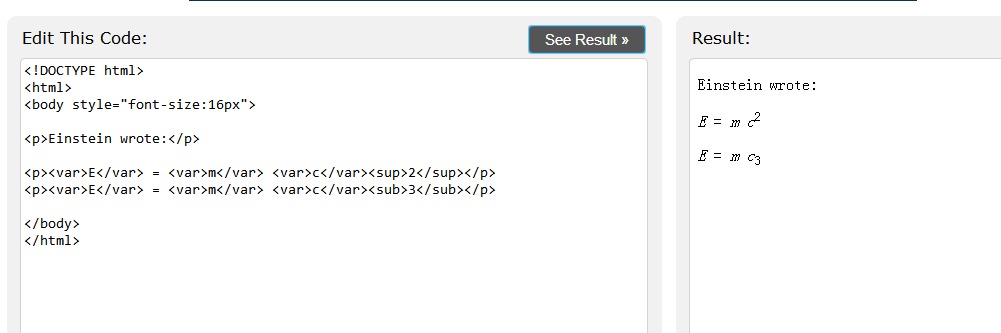 Edit This Code:
See Result »
<!DOCTYPE html>
<html>
<body style="font-size:16px">
<p>Einstein wrote:</p>
<p><var>E</var> = <var>m</var> <var>c</var><sup>2</sup></p>
<p><var>E</var> = <var>m</var> <var>c</var><sub>3</sub></p>
</body>
</html>
Result:
Einstein wrote:
E = m c²
E = m c₃